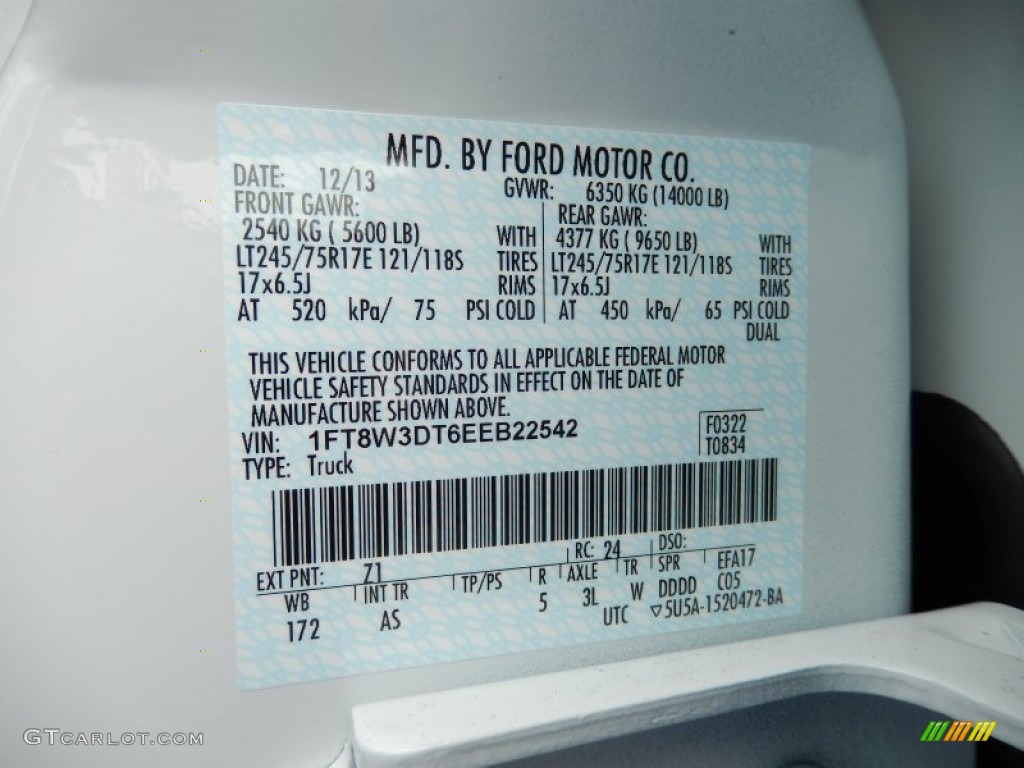 MFD. BY FORD MOTOR CO.
DATE: 12/13 GVWR: 6350 KG (14000 LB)
FRONT GAWR: REAR GAWR:
2540 KG ( 5600 LB) WITH 4377 KG ( 9650 LB) WITH
LT245/75R17E 121/118S TIRES LT245/75R17E 121/118S TIRES
17x6.5J RIMS 17x6.5J RIMS
AT 520 kPa/ 75 PSI COLD AT 450 kPa/ 65 PSI COLD
DUAL
THIS VEHICLE CONFORMS TO ALL APPLICABLE FEDERAL MOTOR
VEHICLE SAFETY STANDARDS IN EFFECT ON THE DATE OF
MANUFACTURE SHOWN ABOVE.
VIN: 1FT8W3DT6EEB22542 F0322
TYPE: Truck T0834
EXT PNT: Z1 RC: 24 DSO:
WB INT TR TP/PS R AXLE TR SPR EFA17
172 AS 5 3L W DDDD C05
UTC ▽5U5A-1520472-BA
GTCARLOT.COM